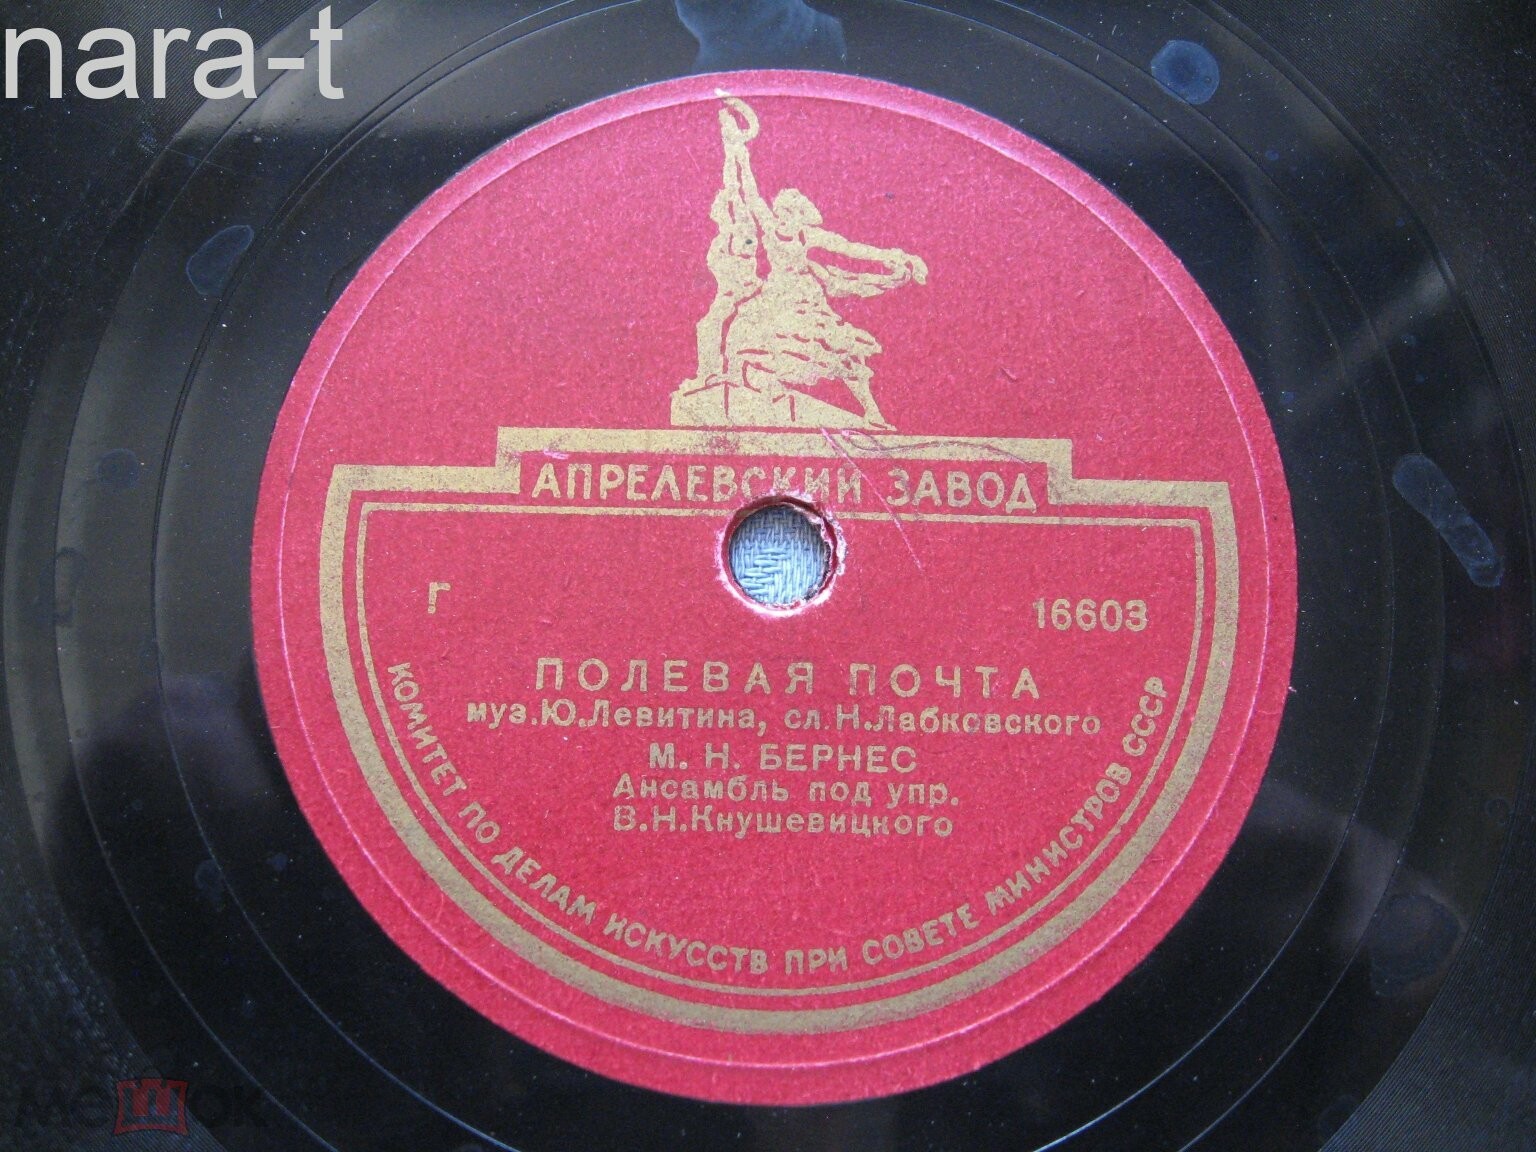 nara-t
АПРЕЛЕВСКИЙ ЗАВОД
Г
16603
ПОЛЕВАЯ ПОЧТА
муз.Ю.Левитина, сл.Н.Лабковского
М. Н. БЕРНЕС
Ансамбль под упр.
В.Н.Кнушевицкого
КОМИТЕТ ПО ДЕЛАМ ИСКУССТВ ПРИ СОВЕТЕ МИНИСТРОВ СССР
мешок